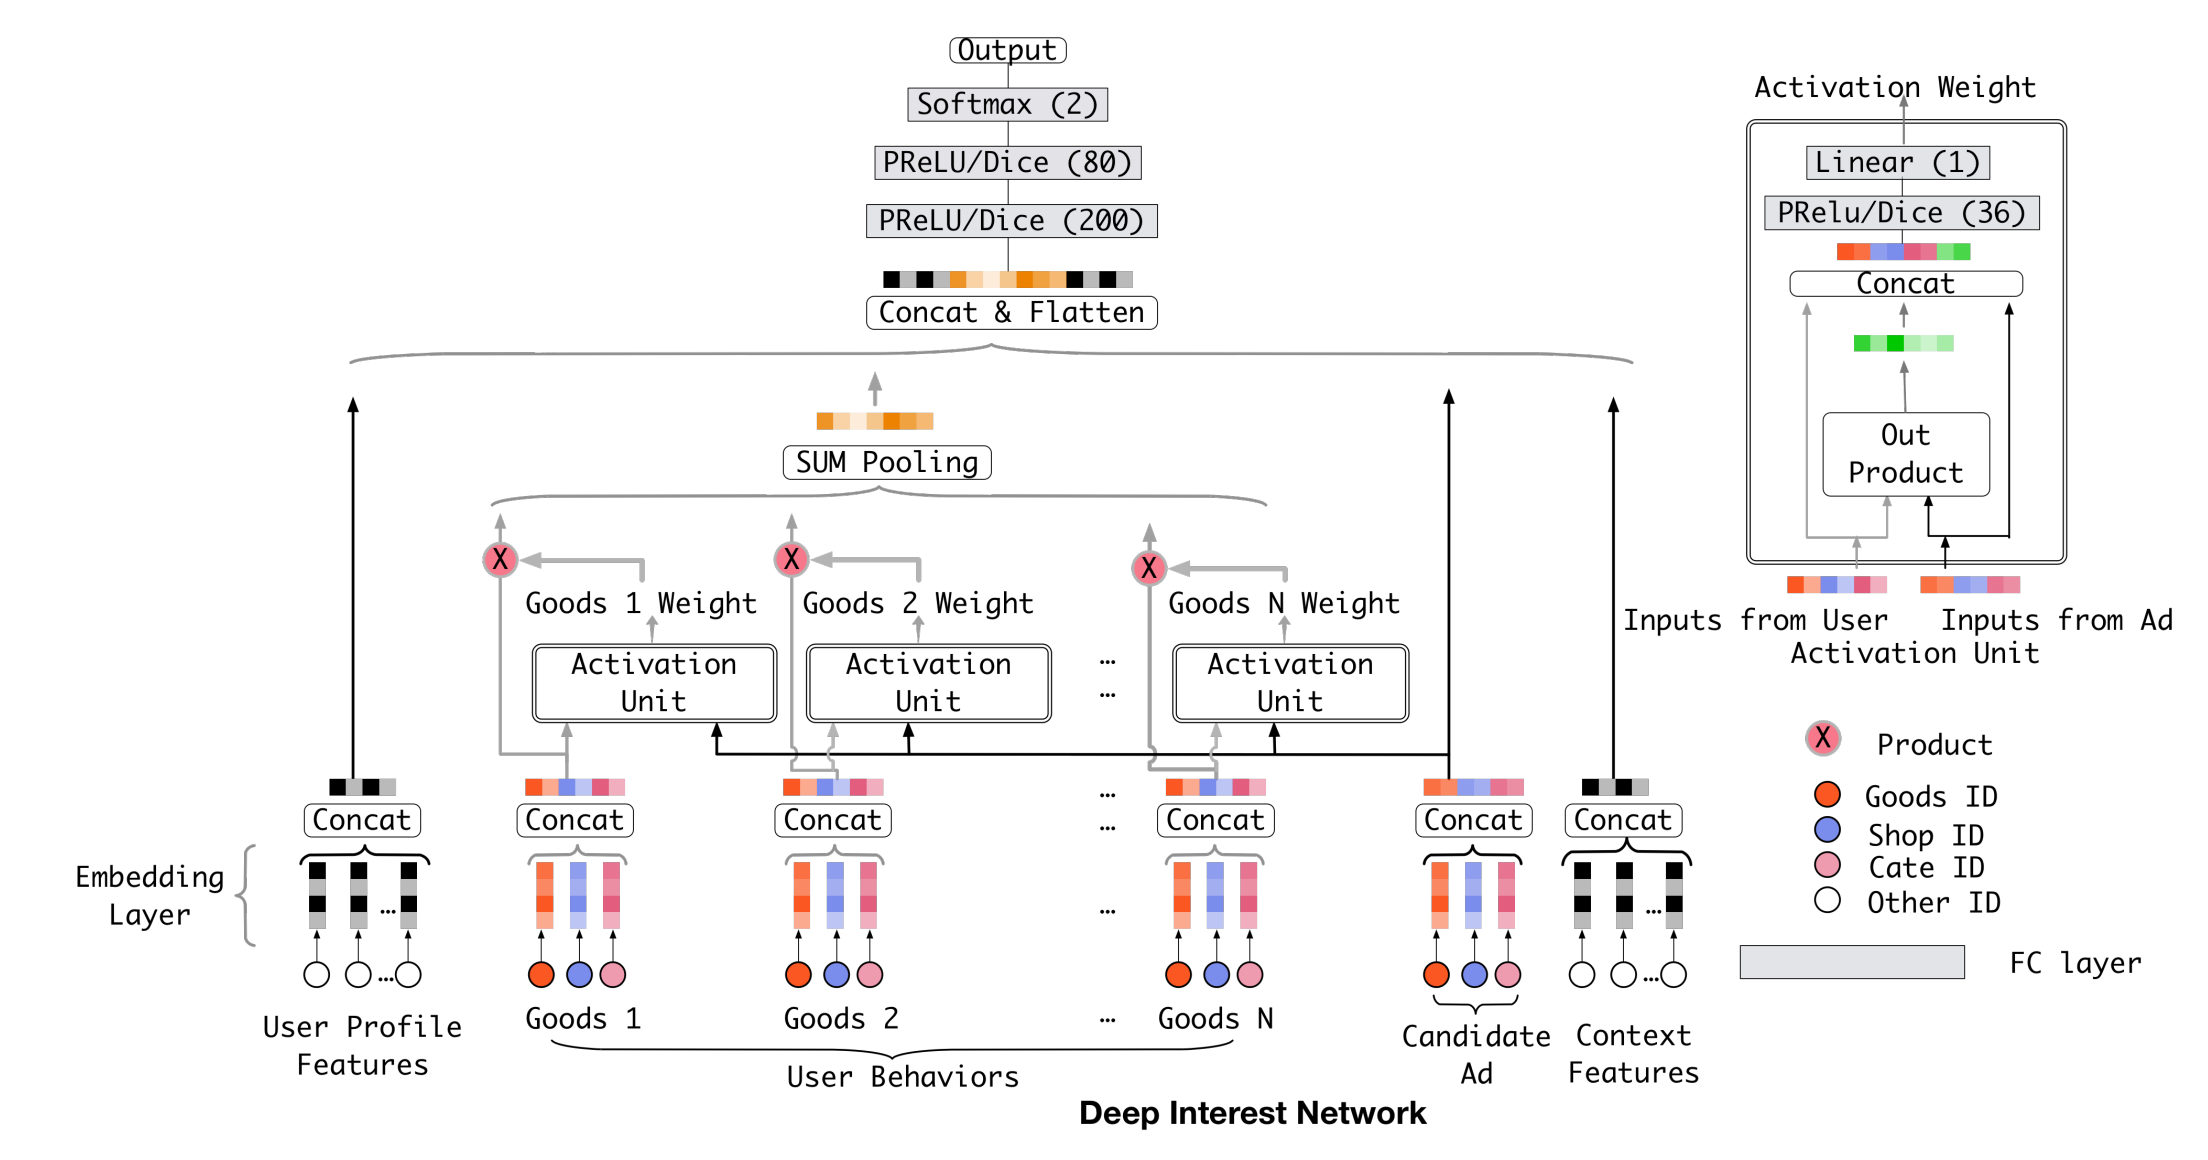 Output
Softmax (2)
PReLU/Dice (80)
PReLU/Dice (200)
Concat & Flatten
SUM Pooling
X
X
X
Goods 1 Weight
Goods 2 Weight
Goods N Weight
Activation
Unit
Activation
Unit
...
...
Activation
Unit
Concat
Concat
Concat
...
...
Concat
Concat
Concat
Embedding
Layer
...
...
...
...
...
User Profile
Features
Goods 1
Goods 2
...
Goods N
User Behaviors
Candidate
Ad
Context
Features
Deep Interest Network
Activation Weight
Linear (1)
PRelu/Dice (36)
Concat
Out
Product
Inputs from User
Inputs from Ad
Activation Unit
X
Product
Goods ID
Shop ID
Cate ID
Other ID
FC layer